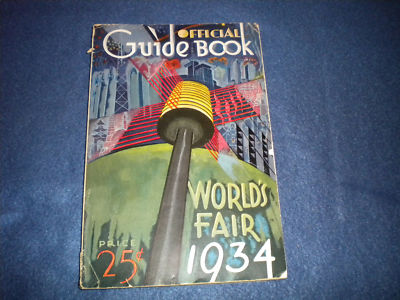 OFFICIAL
GUIDE BOOK
WORLD'S
FAIR
1934
PRICE
25¢